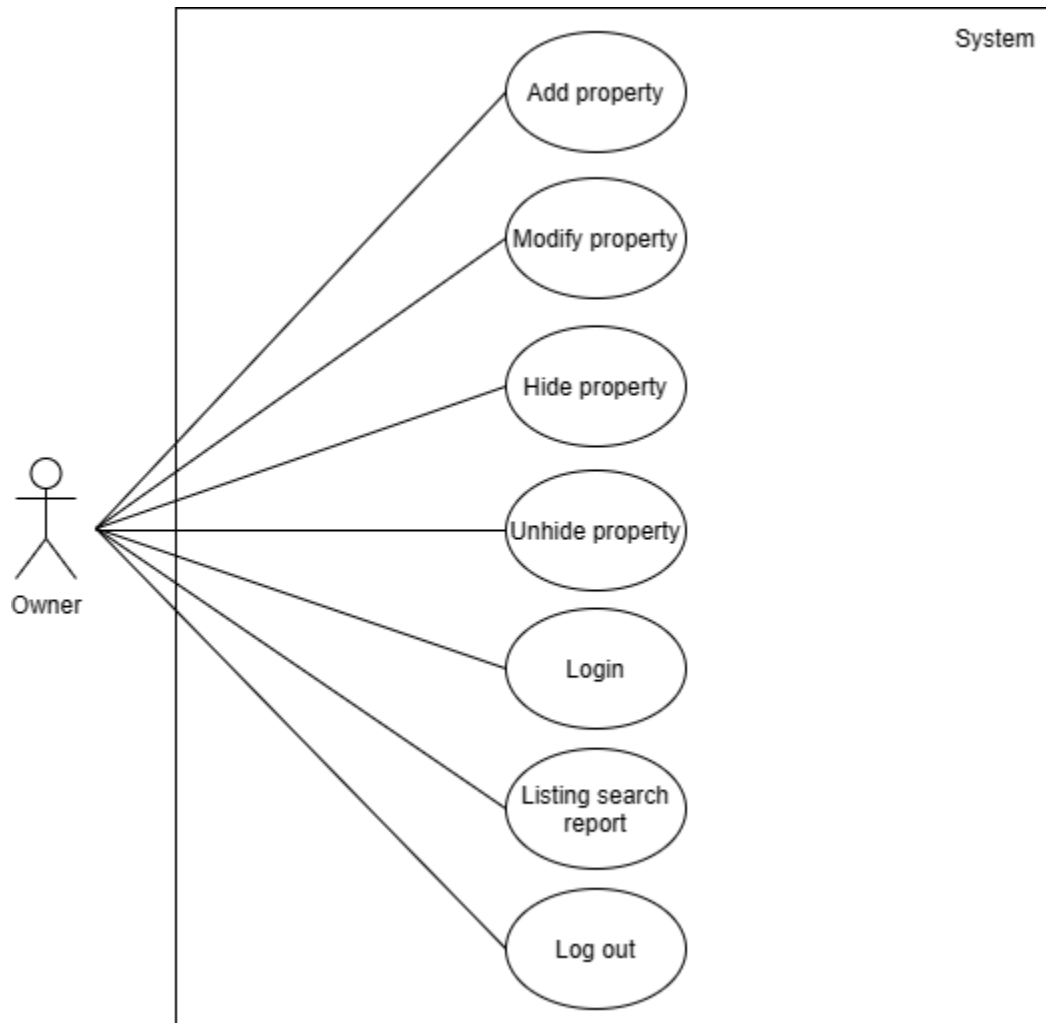 System
Add property
Modify property
Hide property
Unhide property
Owner
Login
Listing search
report
Log out